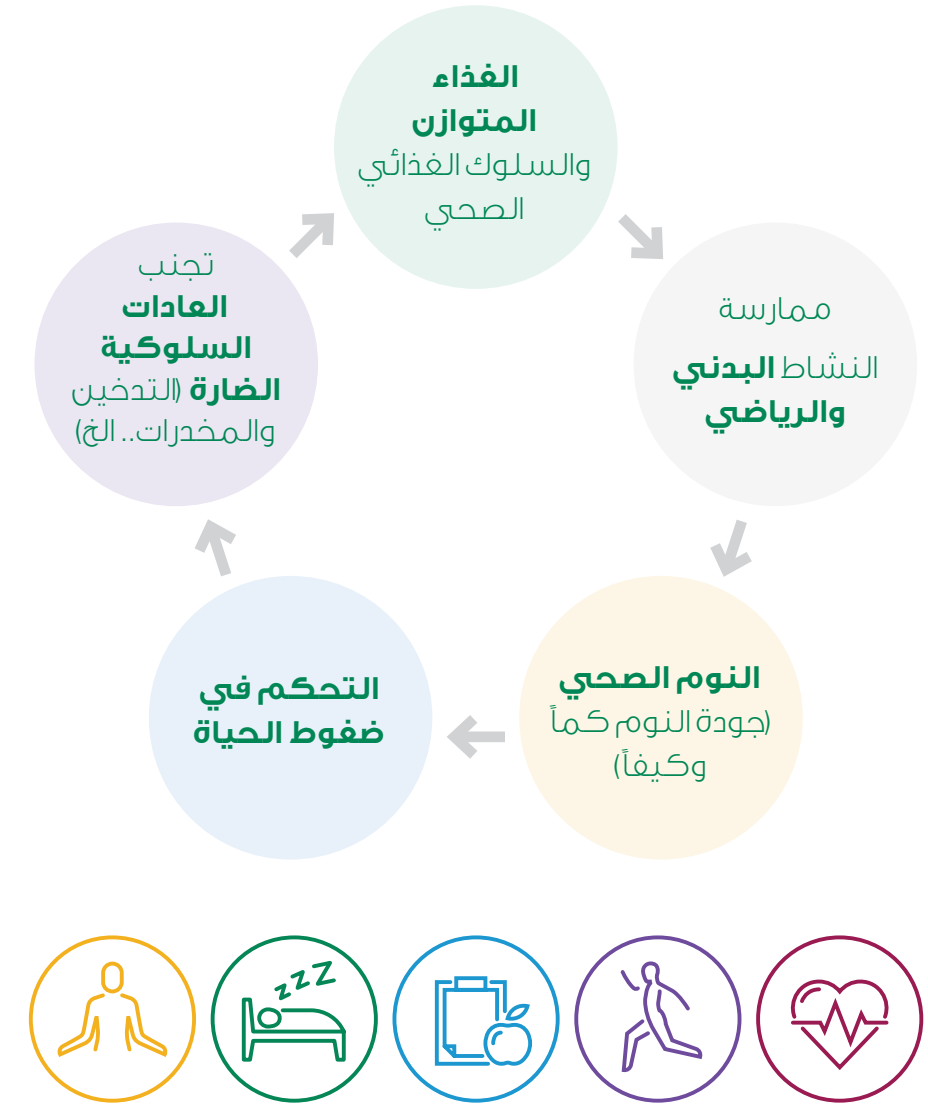 الغذاء
المتوازن
والسلوك الغذائي
الصحي
ممارسة
النشاط البدني
والرياضي
النوم الصحي
(جودة النوم كماً
وكيفاً)
التحكم في
ضغوط الحياة
تجنب
العادات
السلوكية
الضارة (التدخين
والمخدرات.. الخ)
zzZ